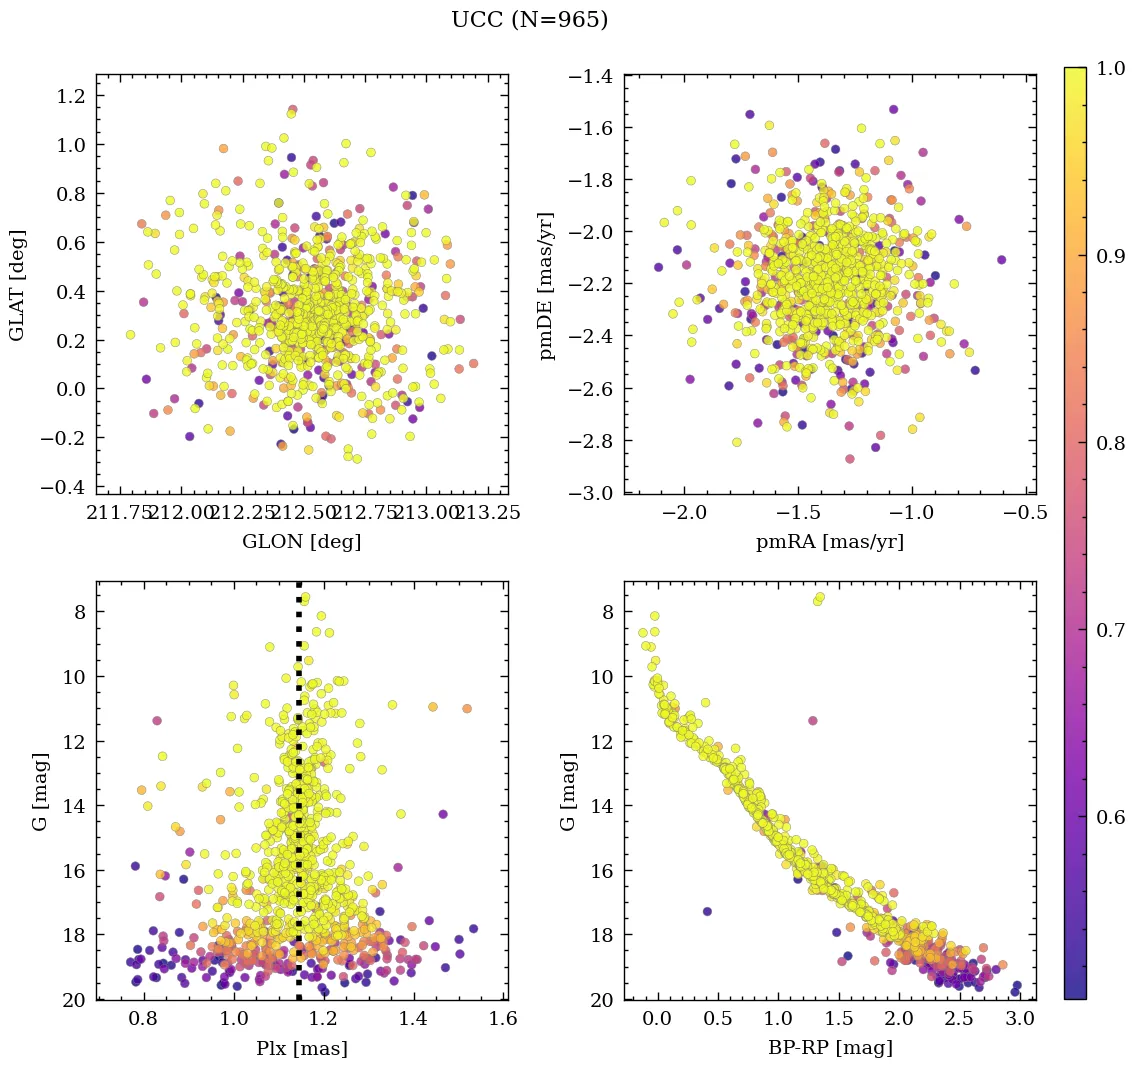 UCC (N=965)
1.2
1.0
0.8
0.6
0.4
0.2
0.0
−0.2
−0.4
GLAT [deg]
211.75 212.00 212.25 212.50 212.75 213.00 213.25
GLON [deg]
−1.4
−1.6
−1.8
−2.0
−2.2
−2.4
−2.6
−2.8
−3.0
pmDE [mas/yr]
−2.0 −1.5 −1.0 −0.5
pmRA [mas/yr]
1.0
0.9
0.8
0.7
0.6
8
10
12
14
16
18
20
G [mag]
0.8 1.0 1.2 1.4 1.6
Plx [mas]
8
10
12
14
16
18
20
G [mag]
0.0 0.5 1.0 1.5 2.0 2.5 3.0
BP-RP [mag]